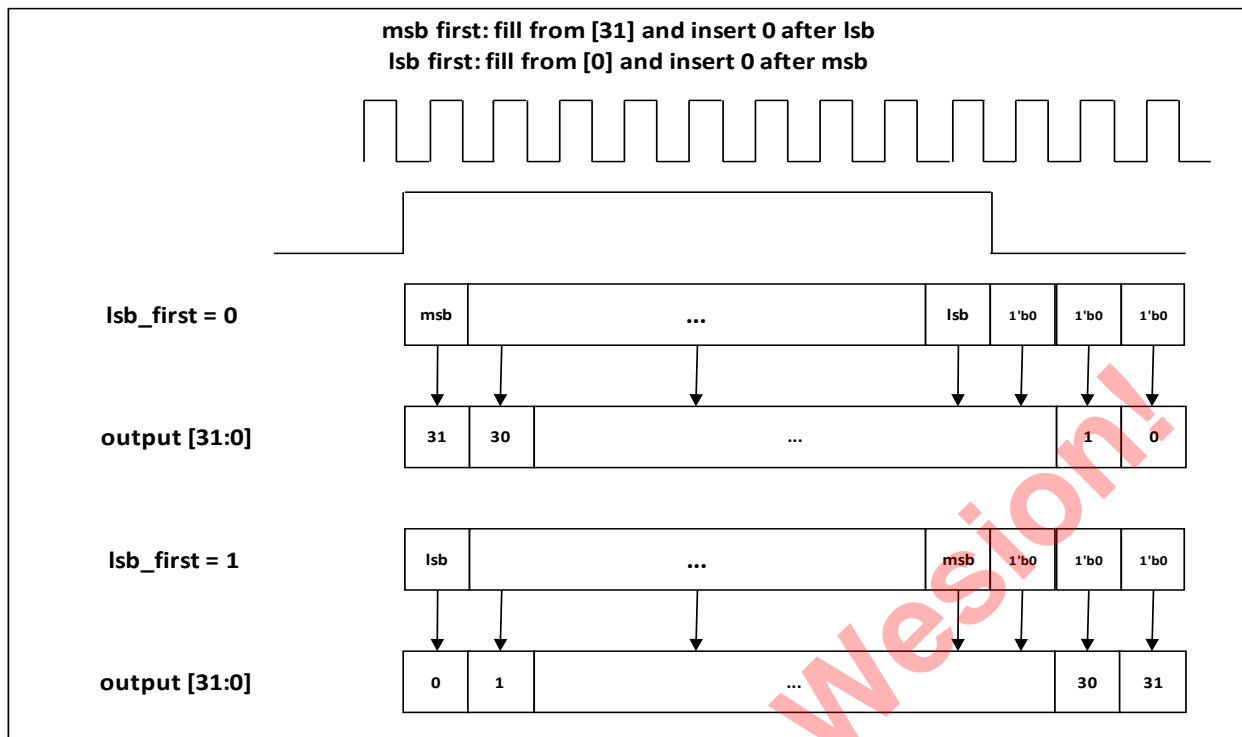 msb first: fill from [31] and insert 0 after lsb
lsb first: fill from [0] and insert 0 after msb
lsb_first = 0
msb ... lsb 1'b0 1'b0 1'b0
output [31:0]
31 30 ... 1 0
lsb_first = 1
lsb ... msb 1'b0 1'b0 1'b0
output [31:0]
0 1 ... 30 31
Wesion!